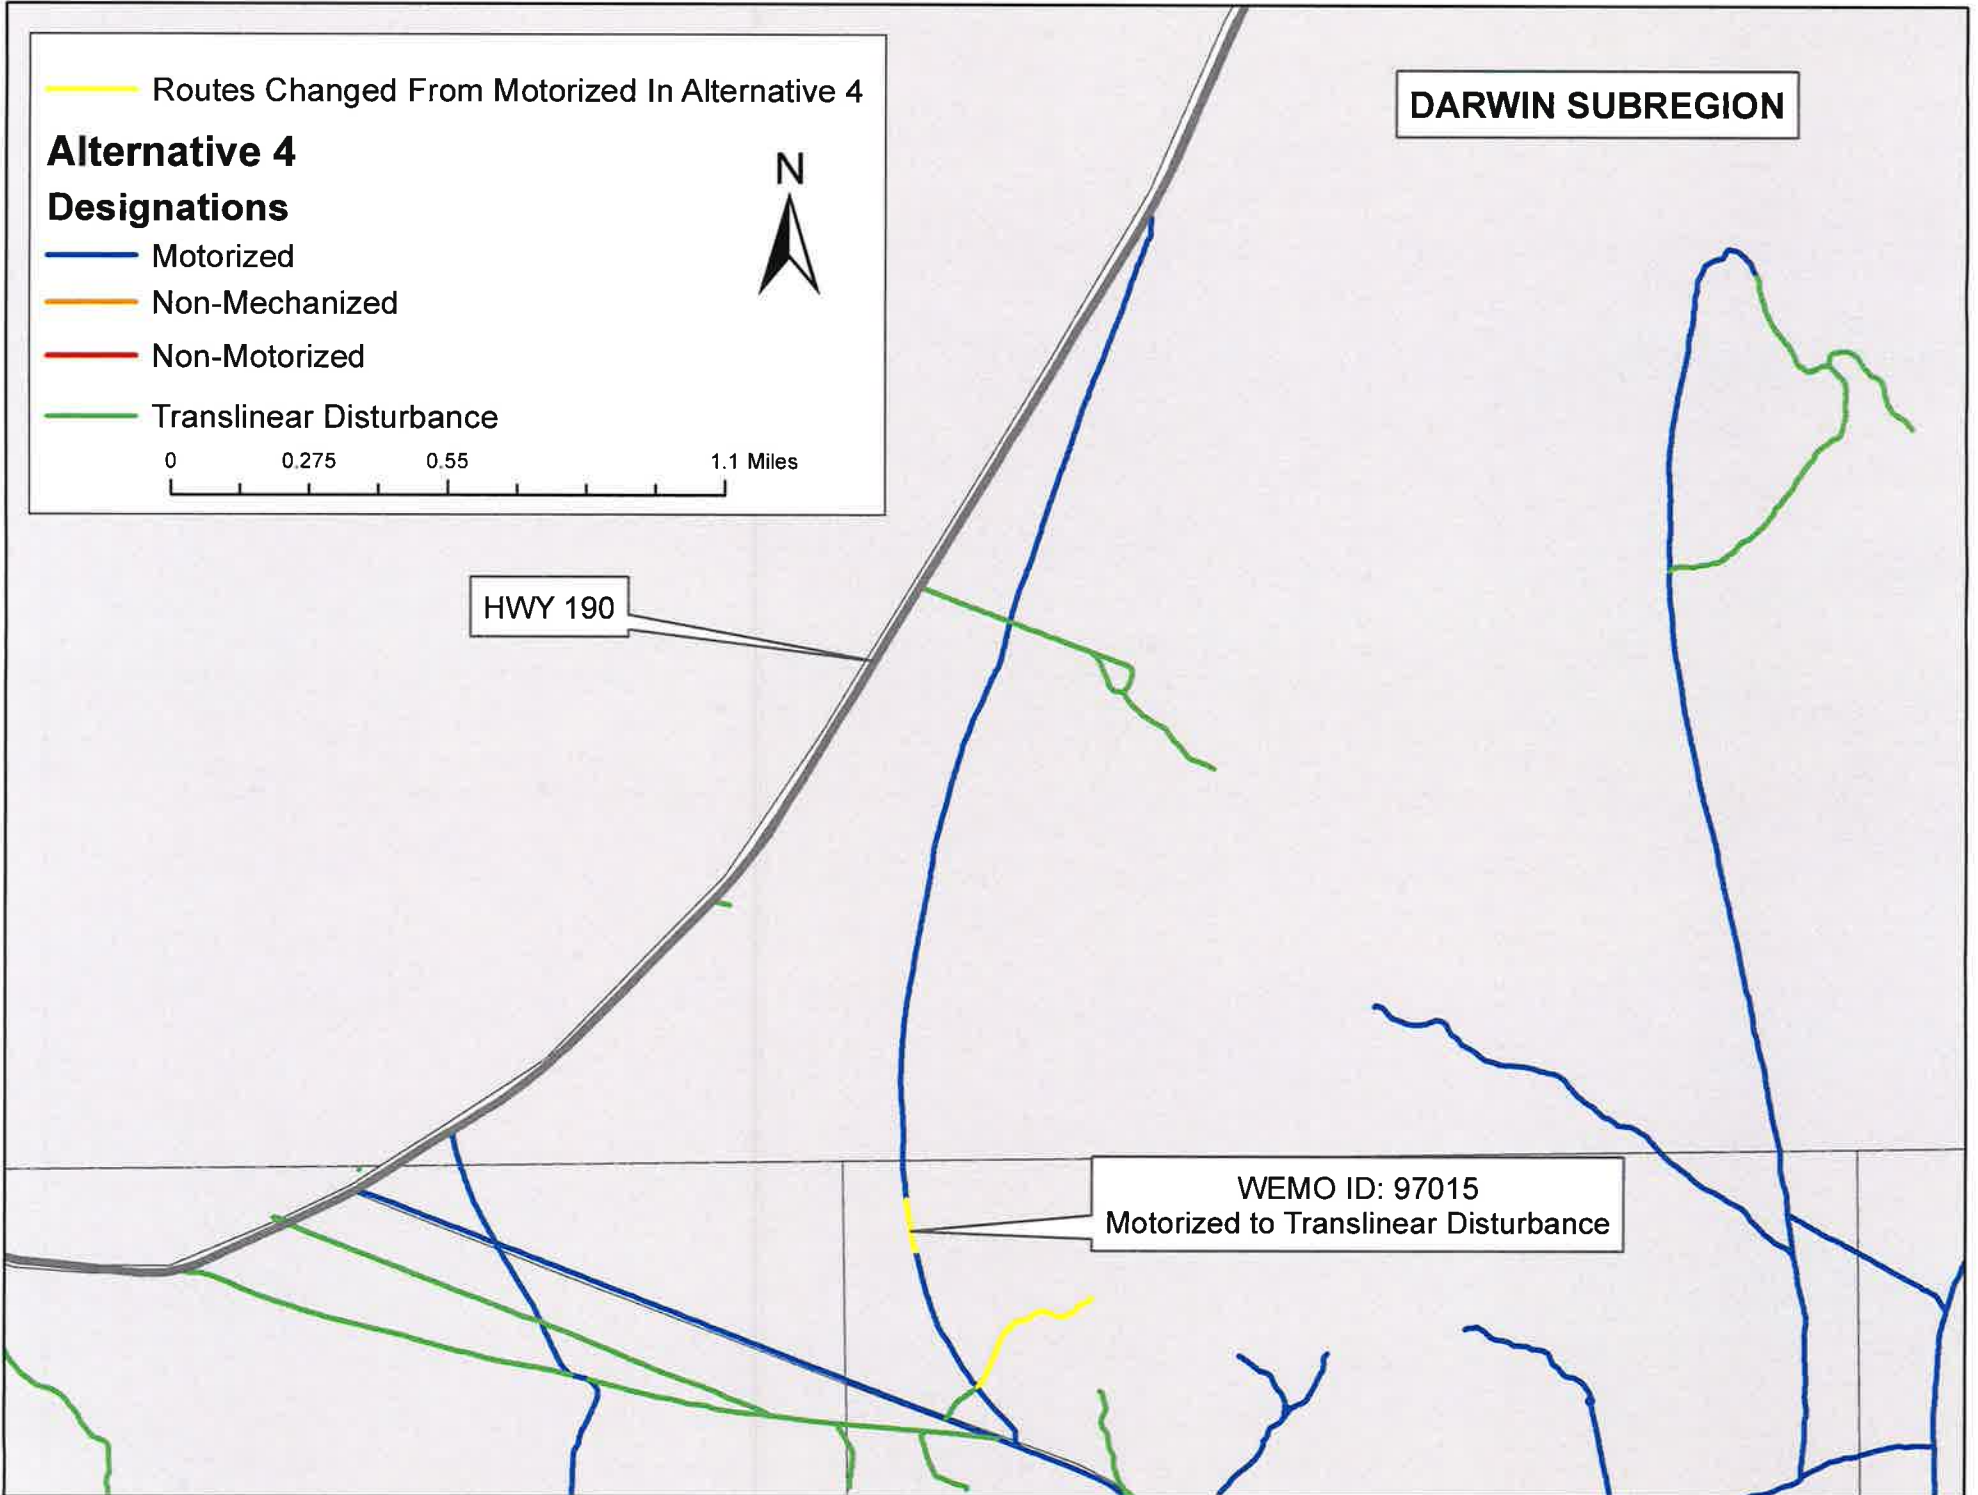 Routes Changed From Motorized In Alternative 4
Alternative 4
Designations
N
Motorized
Non-Mechanized
Non-Motorized
Translinear Disturbance
0 0.275 0.55 1.1 Miles
DARWIN SUBREGION
HWY 190
WEMO ID: 97015
Motorized to Translinear Disturbance